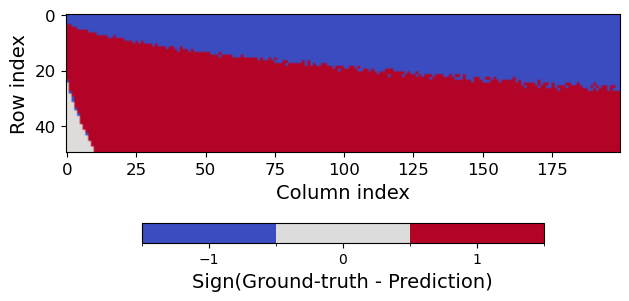 0
20
40
Row index
0 25 50 75 100 125 150 175
Column index
−1 0 1
Sign(Ground-truth - Prediction)